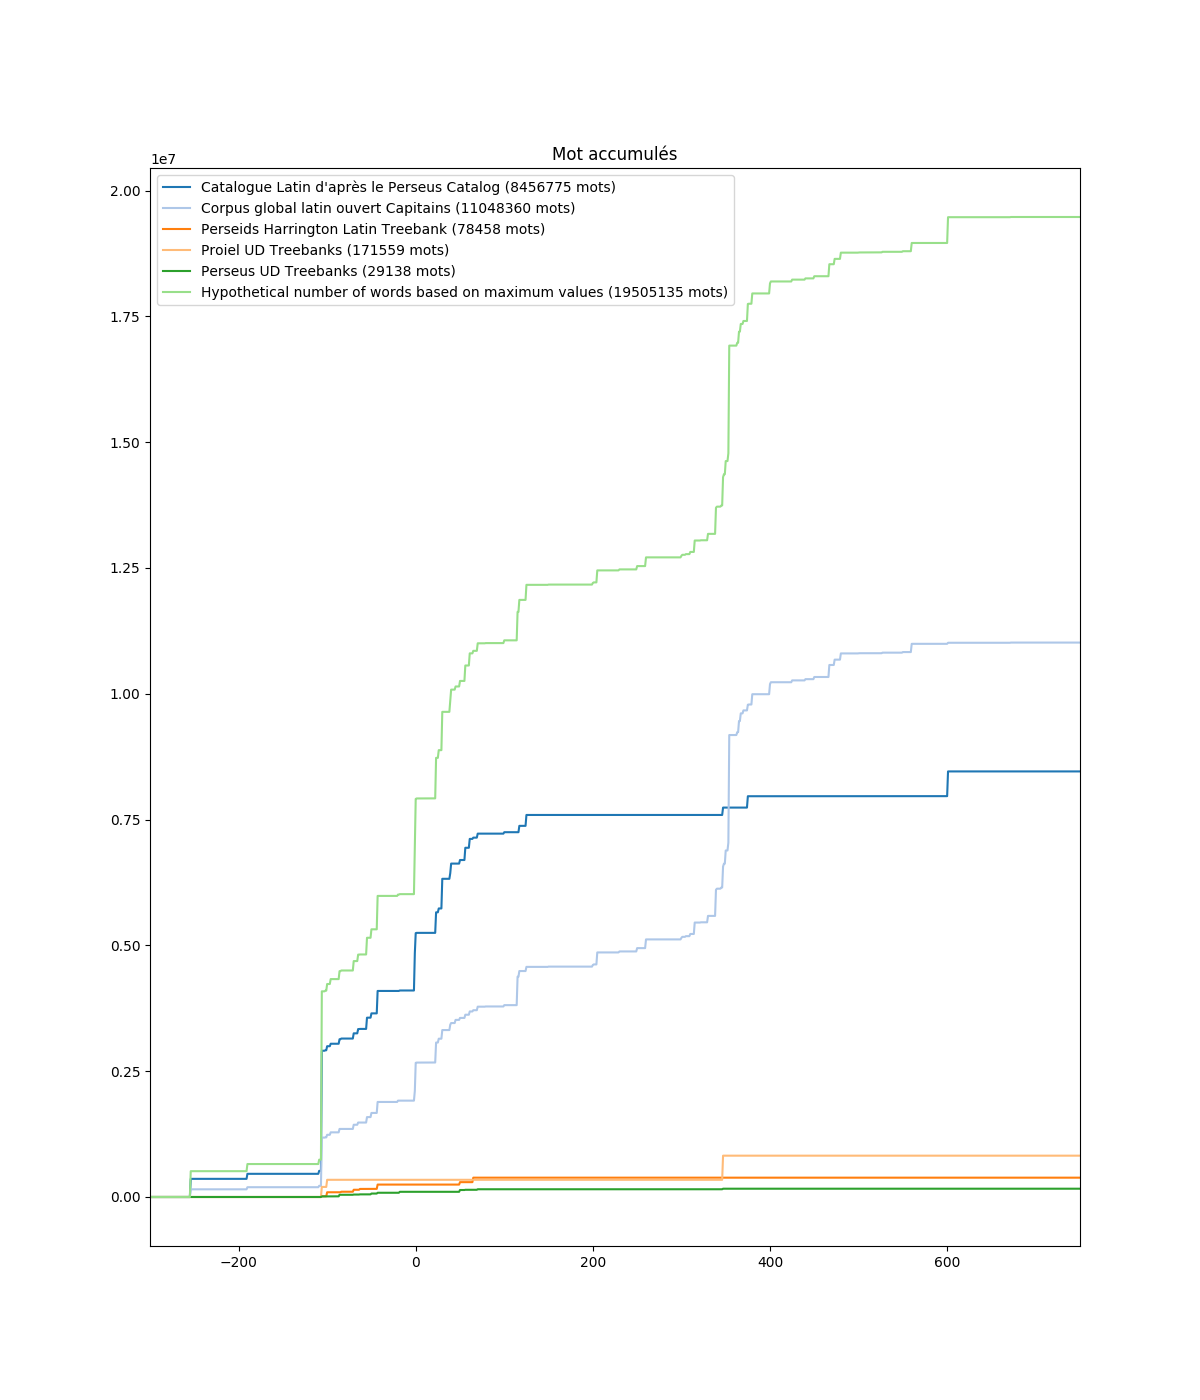 Mot accumulés
1e7
Catalogue Latin d'après le Perseus Catalog (8456775 mots)
Corpus global latin ouvert Capitains (11048360 mots)
Perseids Harrington Latin Treebank (78458 mots)
Proiel UD Treebanks (171559 mots)
Perseus UD Treebanks (29138 mots)
Hypothetical number of words based on maximum values (19505135 mots)
2.00
1.75
1.50
1.25
1.00
0.75
0.50
0.25
0.00
−200 0 200 400 600